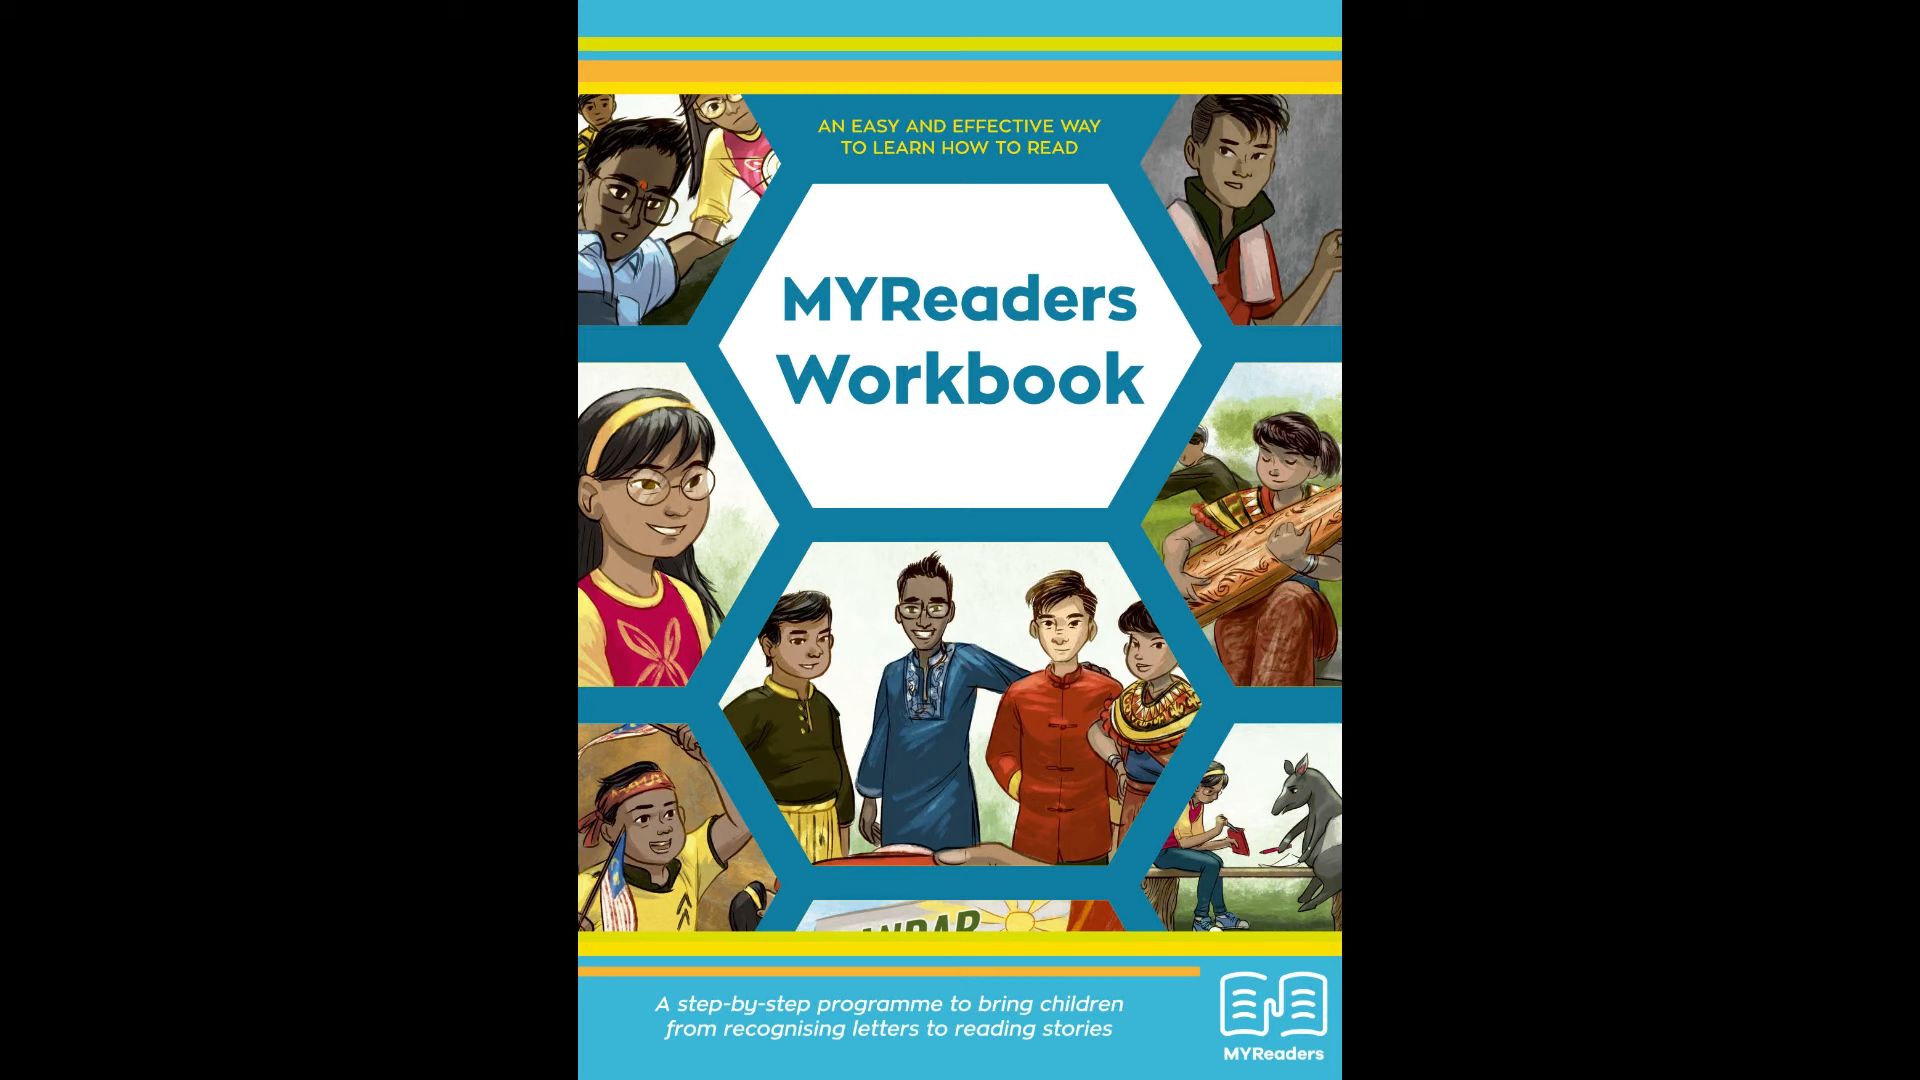 AN EASY AND EFFECTIVE WAY
TO LEARN HOW TO READ
MYReaders
Workbook
A step-by-step programme to bring children
from recognising letters to reading stories
MYReaders